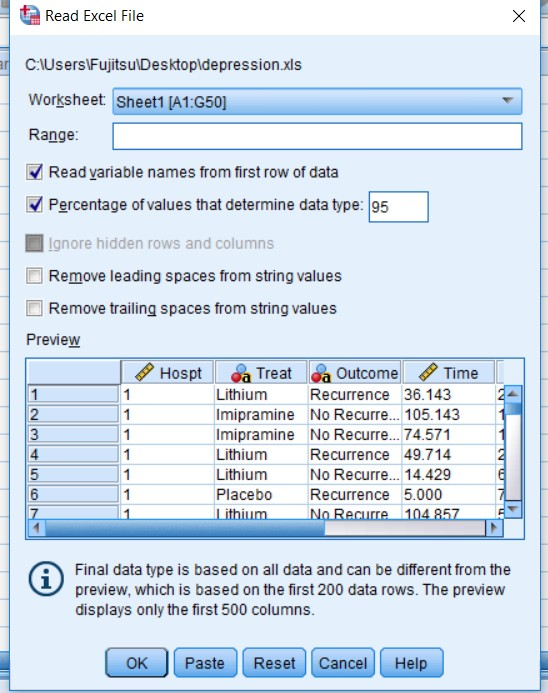 Read Excel File
C:\Users\Fujitsu\Desktop\depression.xls
Worksheet: Sheet1 [A1:G50]
Range:
Read variable names from first row of data
Percentage of values that determine data type: 95
Ignore hidden rows and columns
Remove leading spaces from string values
Remove trailing spaces from string values
Preview
Hospt Treat Outcome Time
1 1 Lithium Recurrence 36.143 2
2 1 Imipramine No Recurre... 105.143 1
3 1 Imipramine No Recurre... 74.571 1
4 1 Lithium Recurrence 49.714 2
5 1 Lithium No Recurre... 14.429 6
6 1 Placebo Recurrence 5.000 7
7 1 Lithium No Recurre 104.857 5
Final data type is based on all data and can be different from the
preview, which is based on the first 200 data rows. The preview
displays only the first 500 columns.
OK Paste Reset Cancel Help